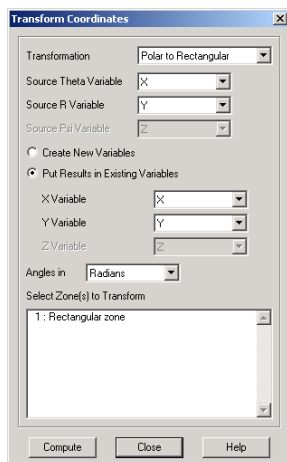 Transform Coordinates
Transformation Polar to Rectangular
Source Theta Variable X
Source R Variable Y
Source Psi Variable Z
Create New Variables
Put Results in Existing Variables
X Variable X
Y Variable Y
Z Variable Z
Angles in Radians
Select Zone(s) to Transform
1 : Rectangular zone
Compute Close Help